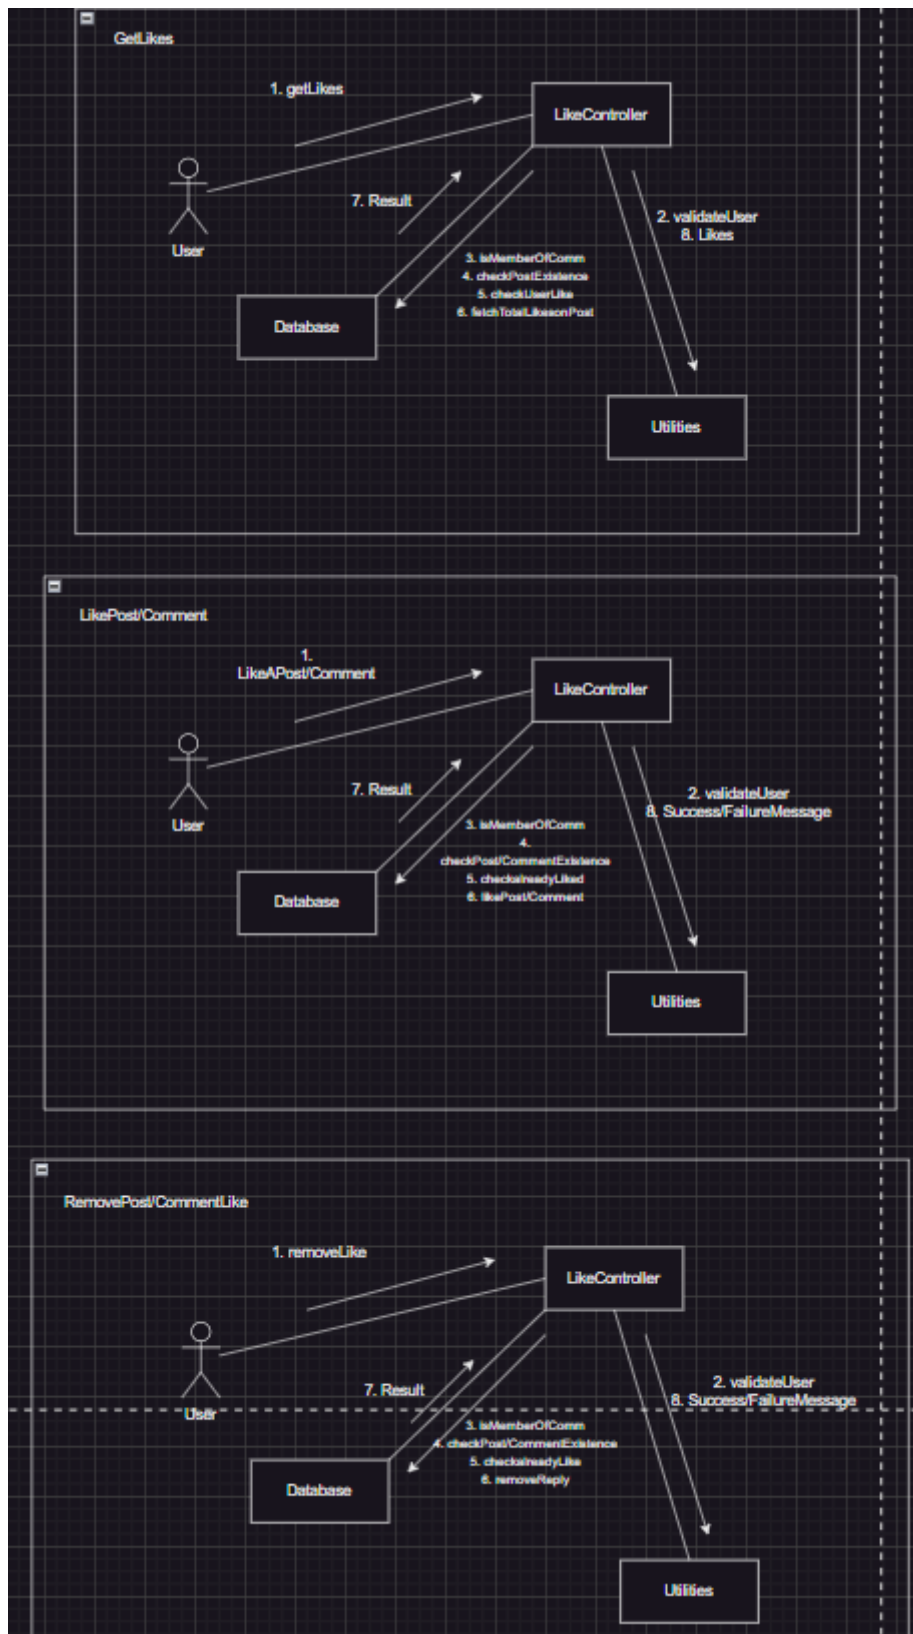 GetLikes
1. getLikes
LikeController
7. Result
2. validateUser
8. Likes
User
3. isMemberOfComm
4. checkPostExistence
5. checkUserLike
6. fetchTotalLikesonPost
Database
Utilities
LikePost/Comment
1.
LikeAPost/Comment
LikeController
7. Result
2. validateUser
8. Success/FailureMessage
User
3. isMemberOfComm
4.
checkPost/CommentExistence
5. checkalreadyLiked
6. likePost/Comment
Database
Utilities
RemovePost/CommentLike
1. removeLike
LikeController
7. Result
2. validateUser
8. Success/FailureMessage
User
3. isMemberOfComm
4. checkPost/CommentExistence
5. checkalreadyLike
6. removeReply
Database
Utilities